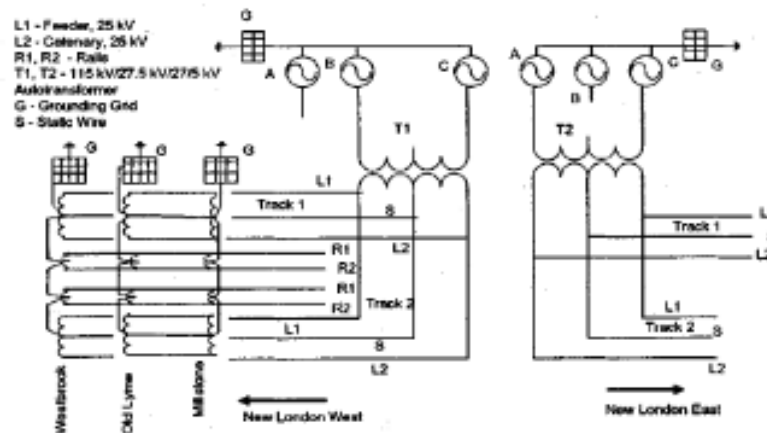 L1 - Feeder, 25 kV
L2 - Catenary, 25 kV
R1, R2 - Rails
T1, T2 - 115 kV/27.5 kV/27/5 kV
Autotransformer
G - Grounding Grid
S - Static Wire
G
A
B
C
T1
A
B
C
G
T2
G
G
G
L1
Track 1
S
L2
R1
R2
R1
R2
Track 2
L1
S
L2
L
Track 1
L2
L1
Track 2
S
L2
Westbrook
Old Lyme
Millstone
New London West
New London East